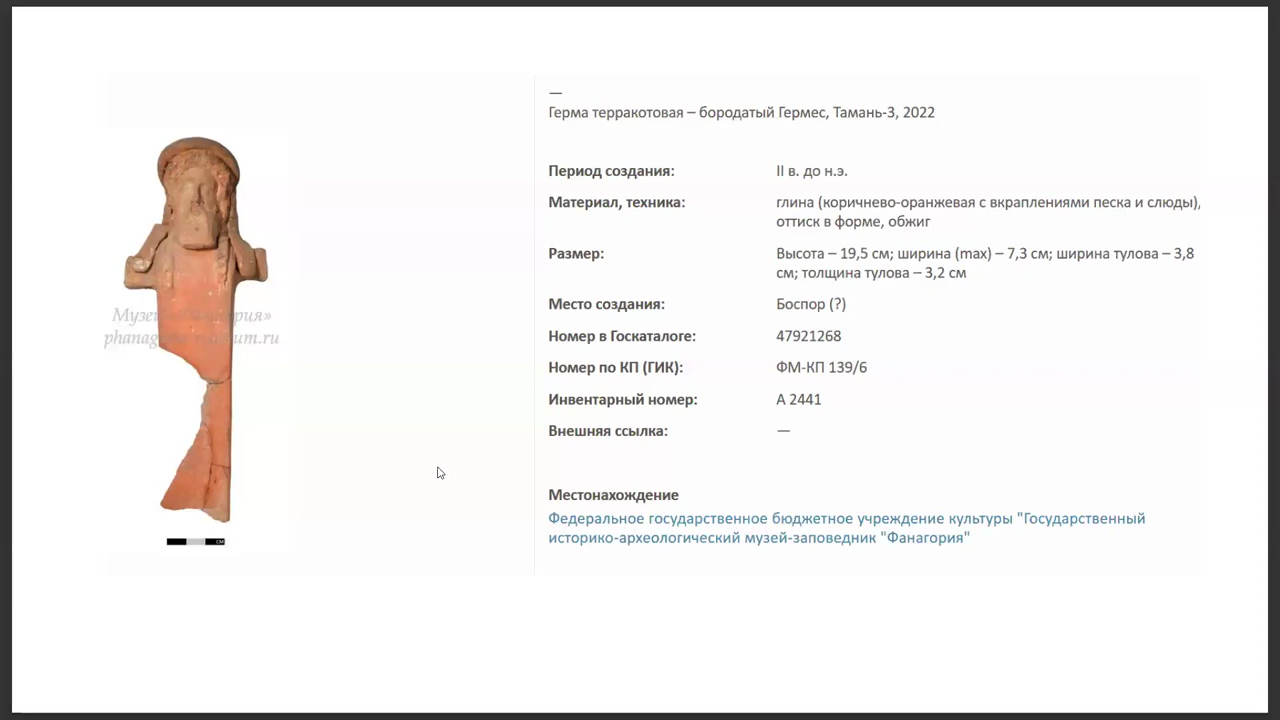 —
Герма терракотовая – бородатый Гермес, Тамань-3, 2022
Период создания: II в. до н.э.
Материал, техника: глина (коричнево-оранжевая с вкраплениями песка и слюды),
оттиск в форме, обжиг
Размер: Высота – 19,5 см; ширина (max) – 7,3 см; ширина тулова – 3,8
см; толщина тулова – 3,2 см
Место создания: Боспор (?)
Номер в Госкаталоге: 47921268
Номер по КП (ГИК): ФМ-КП 139/6
Инвентарный номер: А 2441
Внешняя ссылка: —
Местонахождение
Федеральное государственное бюджетное учреждение культуры "Государственный
историко-археологический музей-заповедник "Фанагория"
Музей
СМ